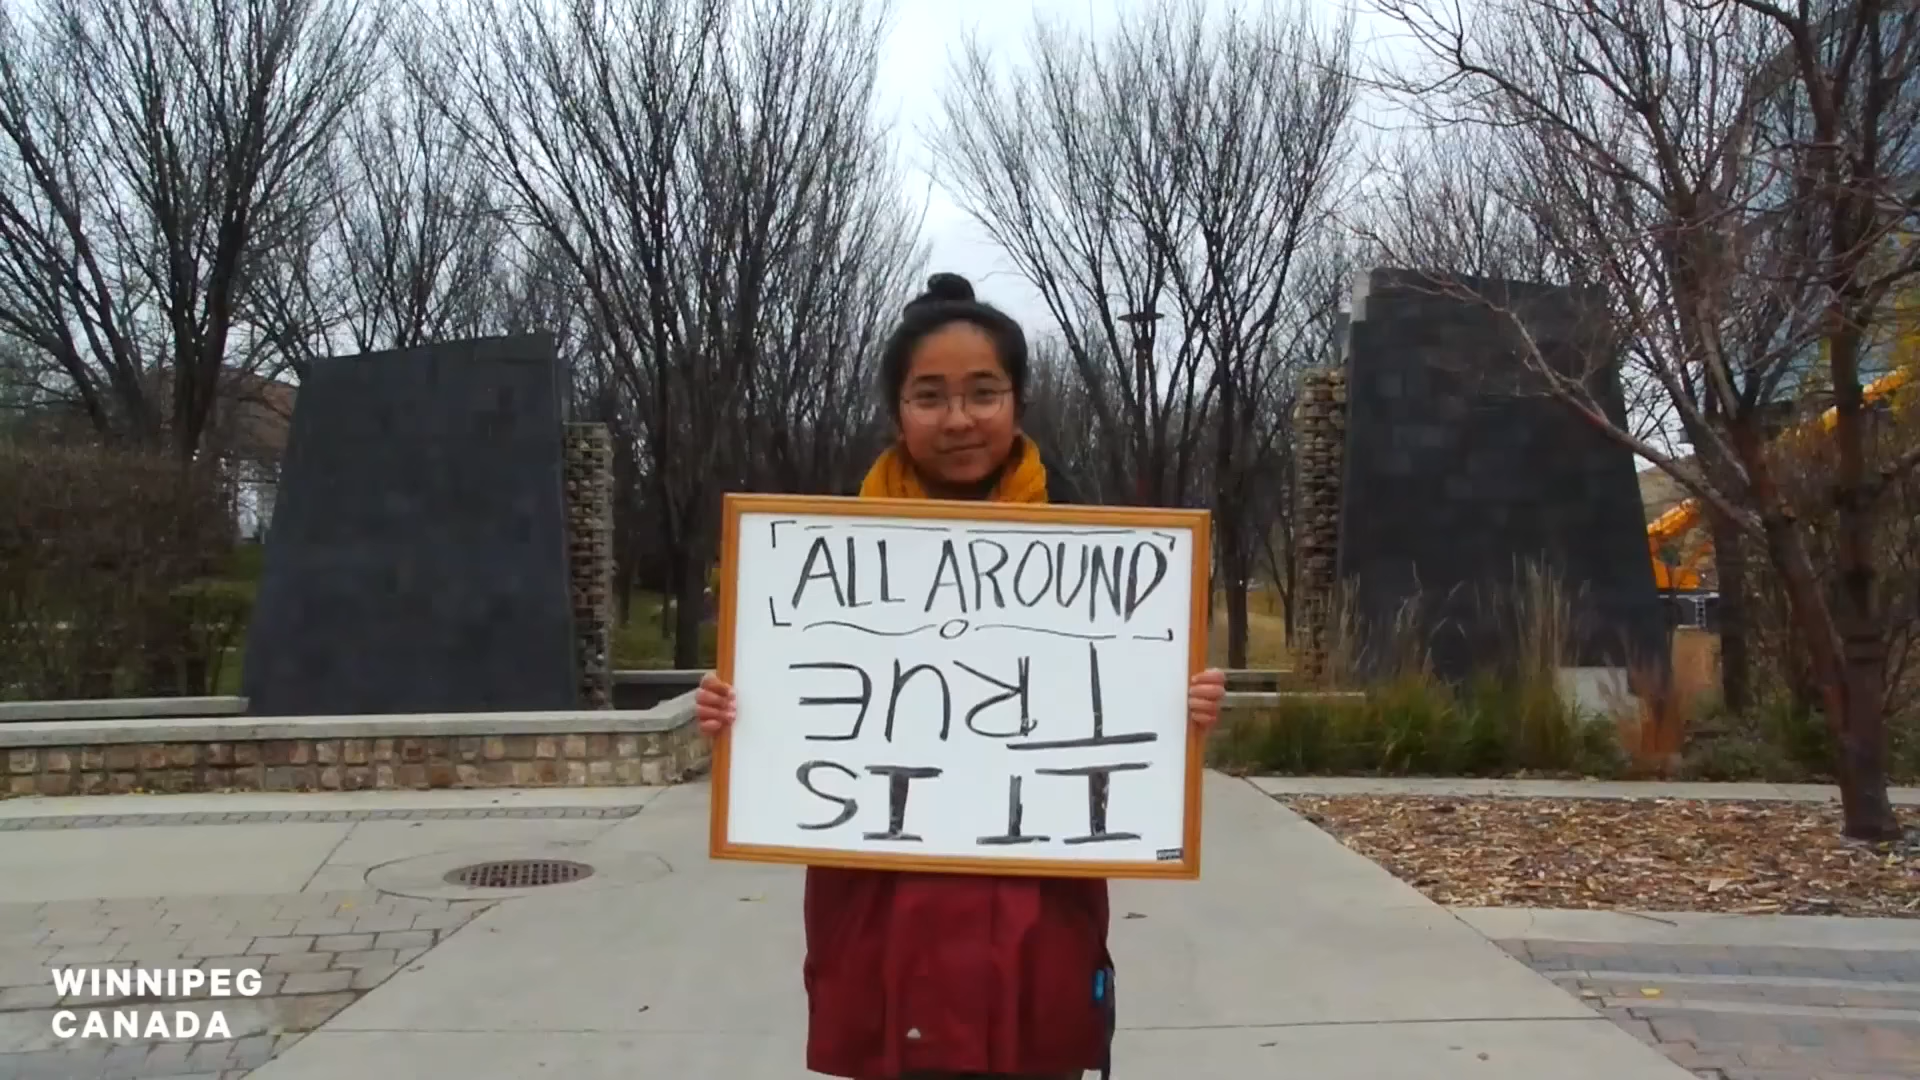 ALL AROUND
IT IS
TRUE
WINNIPEG
CANADA